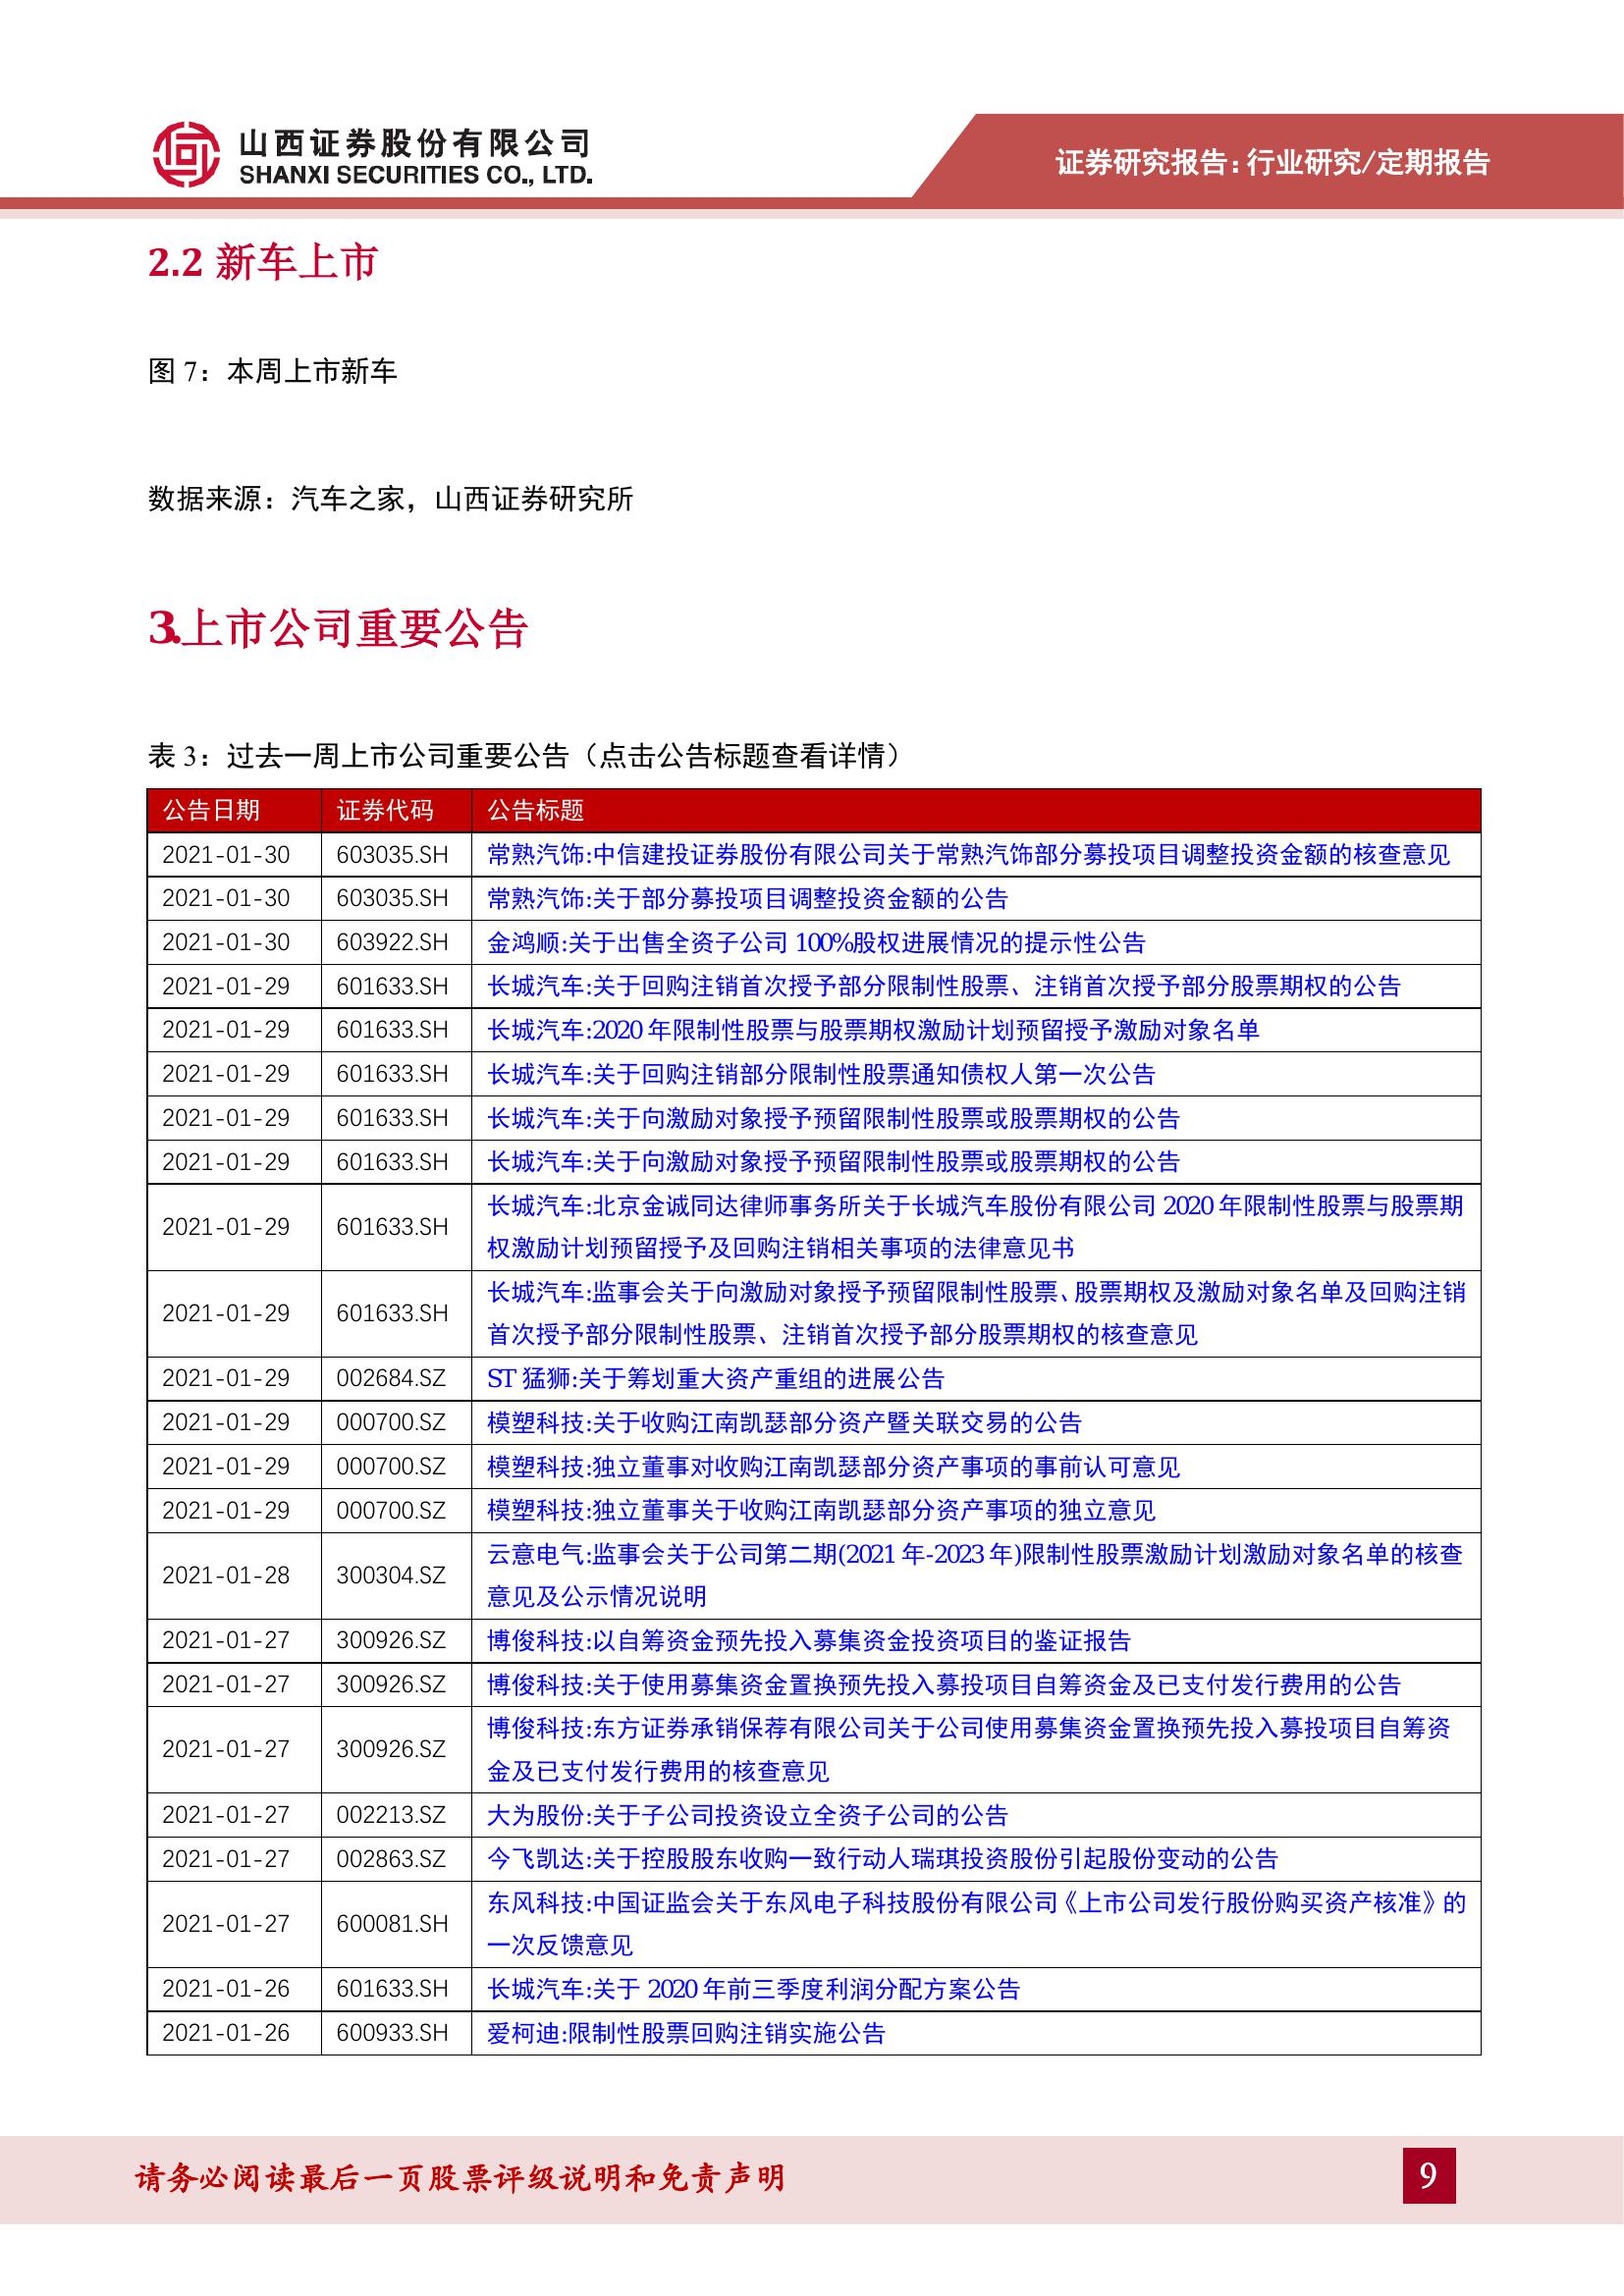 山西证券股份有限公司
SHANXI SECURITIES CO., LTD.
证券研究报告:行业研究/定期报告
2.2 新车上市
图 7：本周上市新车
数据来源：汽车之家，山西证券研究所
3.上市公司重要公告
表 3：过去一周上市公司重要公告（点击公告标题查看详情）
公告日期 证券代码 公告标题
2021-01-30 603035.SH 常熟汽饰:中信建投证券股份有限公司关于常熟汽饰部分募投项目调整投资金额的核查意见
2021-01-30 603035.SH 常熟汽饰:关于部分募投项目调整投资金额的公告
2021-01-30 603922.SH 金鸿顺:关于出售全资子公司 100%股权进展情况的提示性公告
2021-01-29 601633.SH 长城汽车:关于回购注销首次授予部分限制性股票、注销首次授予部分股票期权的公告
2021-01-29 601633.SH 长城汽车:2020 年限制性股票与股票期权激励计划预留授予激励对象名单
2021-01-29 601633.SH 长城汽车:关于回购注销部分限制性股票通知债权人第一次公告
2021-01-29 601633.SH 长城汽车:关于向激励对象授予预留限制性股票或股票期权的公告
2021-01-29 601633.SH 长城汽车:关于向激励对象授予预留限制性股票或股票期权的公告
2021-01-29 601633.SH 长城汽车:北京金诚同达律师事务所关于长城汽车股份有限公司 2020 年限制性股票与股票期
权激励计划预留授予及回购注销相关事项的法律意见书
2021-01-29 601633.SH 长城汽车:监事会关于向激励对象授予预留限制性股票、股票期权及激励对象名单及回购注销
首次授予部分限制性股票、注销首次授予部分股票期权的核查意见
2021-01-29 002684.SZ ST 猛狮:关于筹划重大资产重组的进展公告
2021-01-29 000700.SZ 模塑科技:关于收购江南凯瑟部分资产暨关联交易的公告
2021-01-29 000700.SZ 模塑科技:独立董事对收购江南凯瑟部分资产事项的事前认可意见
2021-01-29 000700.SZ 模塑科技:独立董事关于收购江南凯瑟部分资产事项的独立意见
2021-01-28 300304.SZ 云意电气:监事会关于公司第二期(2021 年-2023 年)限制性股票激励计划激励对象名单的核查
意见及公示情况说明
2021-01-27 300926.SZ 博俊科技:以自筹资金预先投入募集资金投资项目的鉴证报告
2021-01-27 300926.SZ 博俊科技:关于使用募集资金置换预先投入募投项目自筹资金及已支付发行费用的公告
2021-01-27 300926.SZ 博俊科技:东方证券承销保荐有限公司关于公司使用募集资金置换预先投入募投项目自筹资
金及已支付发行费用的核查意见
2021-01-27 002213.SZ 大为股份:关于子公司投资设立全资子公司的公告
2021-01-27 002863.SZ 今飞凯达:关于控股股东收购一致行动人瑞琪投资股份引起股份变动的公告
2021-01-27 600081.SH 东风科技:中国证监会关于东风电子科技股份有限公司《上市公司发行股份购买资产核准》的
一次反馈意见
2021-01-26 601633.SH 长城汽车:关于 2020 年前三季度利润分配方案公告
2021-01-26 600933.SH 爱柯迪:限制性股票回购注销实施公告
请务必阅读最后一页股票评级说明和免责声明
9